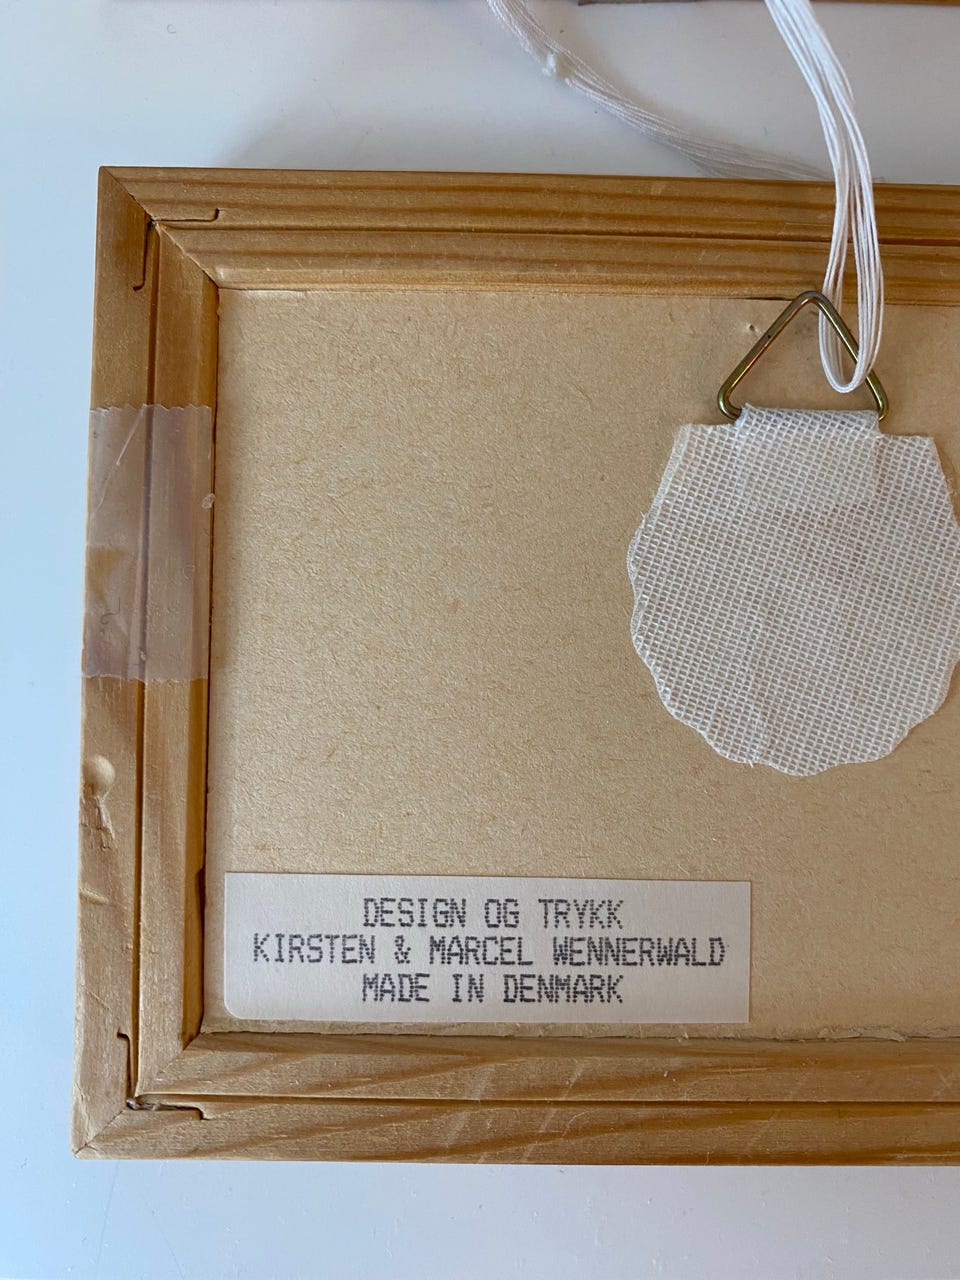 DESIGN OG TRYKK
KIRSTEN & MARCEL WENNERWALD
MADE IN DENMARK